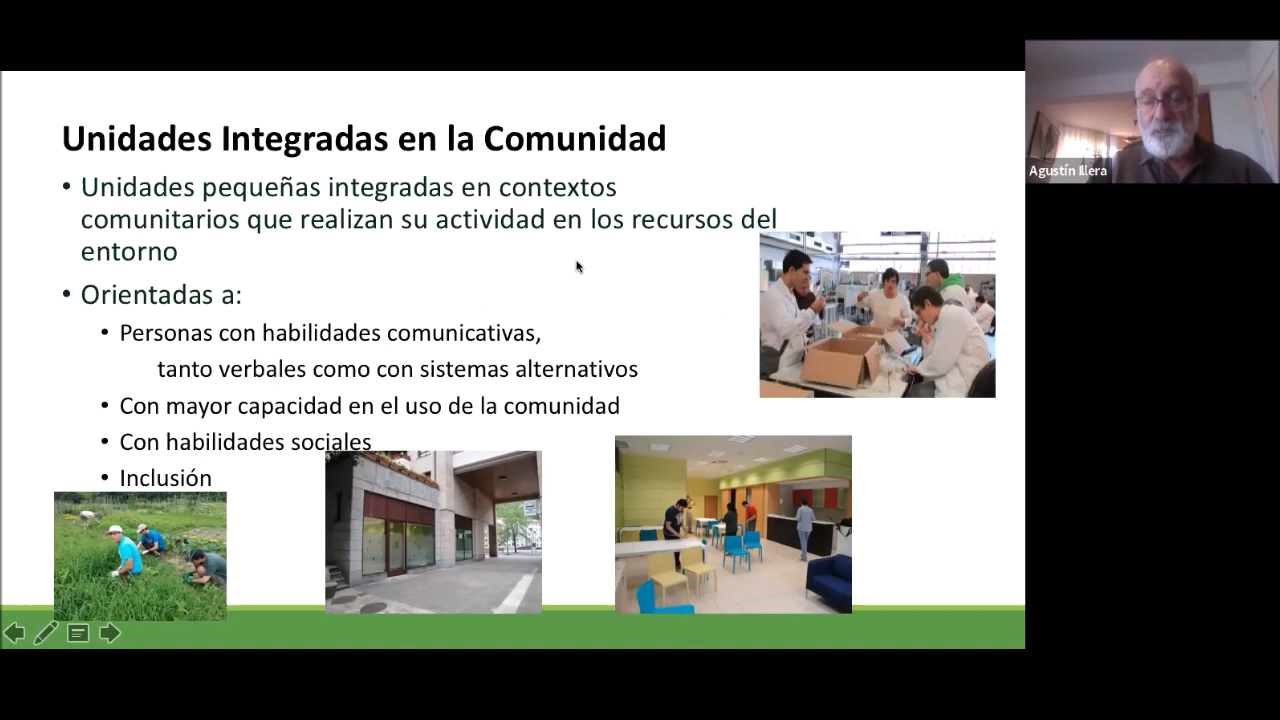 Unidades Integradas en la Comunidad
• Unidades pequeñas integradas en contextos
comunitarios que realizan su actividad en los recursos del
entorno
• Orientadas a:
• Personas con habilidades comunicativas,
tanto verbales como con sistemas alternativos
• Con mayor capacidad en el uso de la comunidad
• Con habilidades sociales
• Inclusión
Agustín Illera